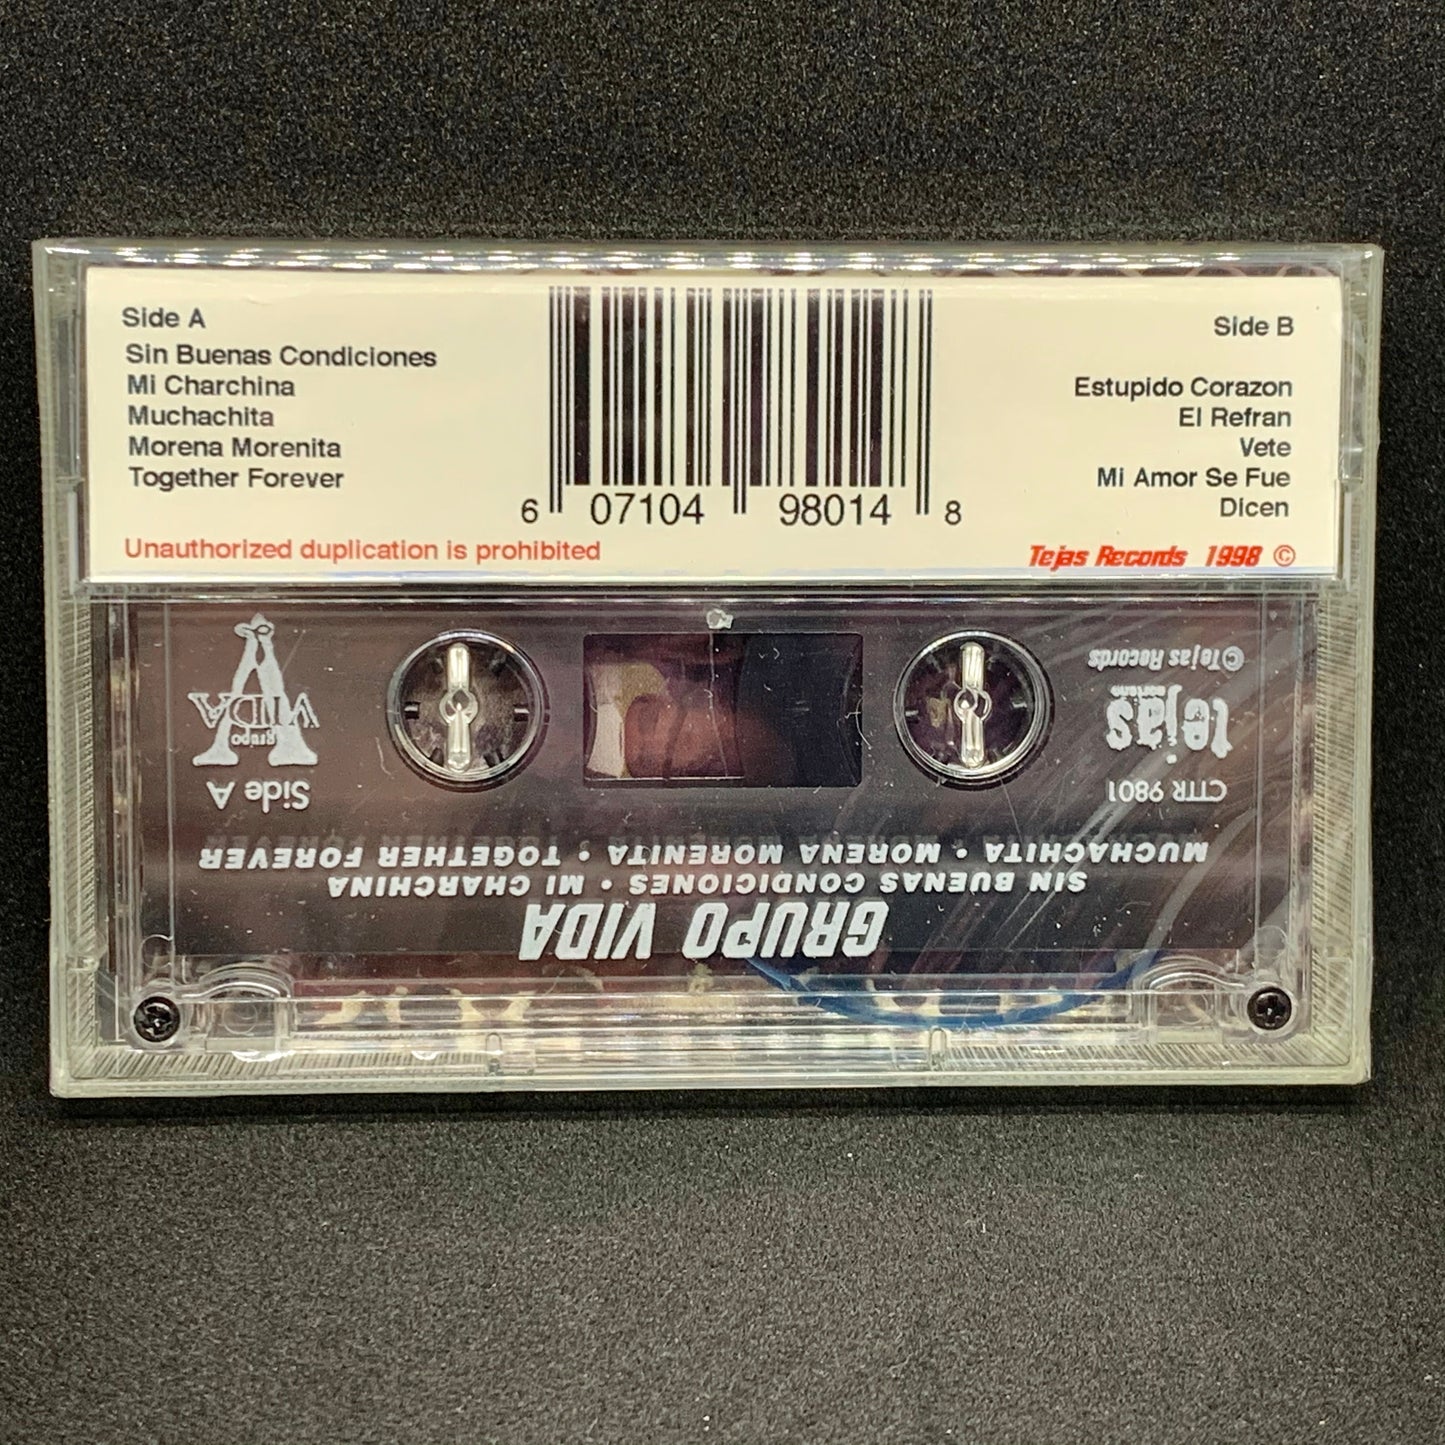 Side A
Sin Buenas Condiciones
Mi Charchina
Muchachita
Morena Morenita
Together Forever
Unauthorized duplication is prohibited
6 07104 98014 8
Side B
Estupido Corazon
El Refran
Vete
Mi Amor Se Fue
Dicen
Tejas Records 1998 ©
GRUPO VIDA
SIN BUENAS CONDICIONES • MI CHARCHINA
MUCHACHITA • MORENA MORENITA • TOGETHER FOREVER
CTTR 9801
tejas
©Tejas Records
Side A
grupo
VIDA